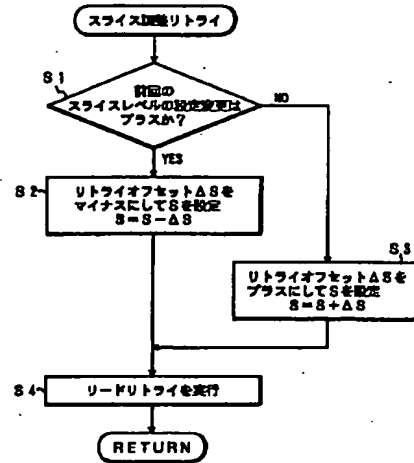 スライス調整リトライ
S1
前回の
スライスレベルの設定変更は
プラスか?
NO
YES
S2
リトライオフセットΔSを
マイナスにしてSを設定
S=S-ΔS
S3
リトライオフセットΔSを
プラスにしてSを設定
S=S+ΔS
S4
リードリトライを実行
RETURN